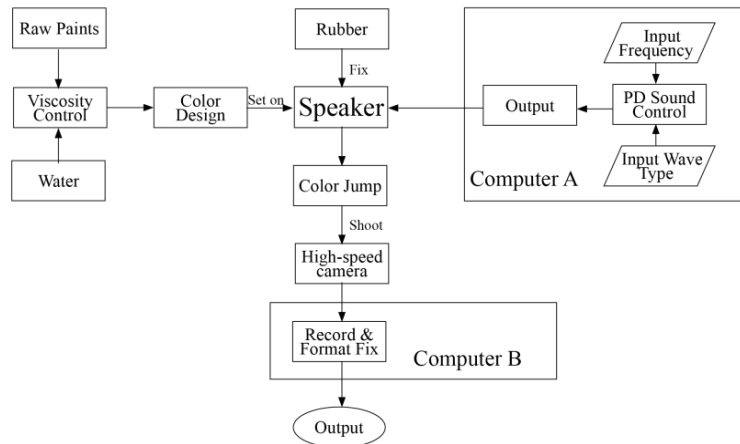 Raw Paints
Rubber
Input
Frequency
Fix
Viscosity
Control
Color
Design
Set on
Speaker
Output
PD Sound
Control
Water
Color Jump
Computer A
Input Wave
Type
Shoot
High-speed
camera
Record &
Format Fix
Computer B
Output